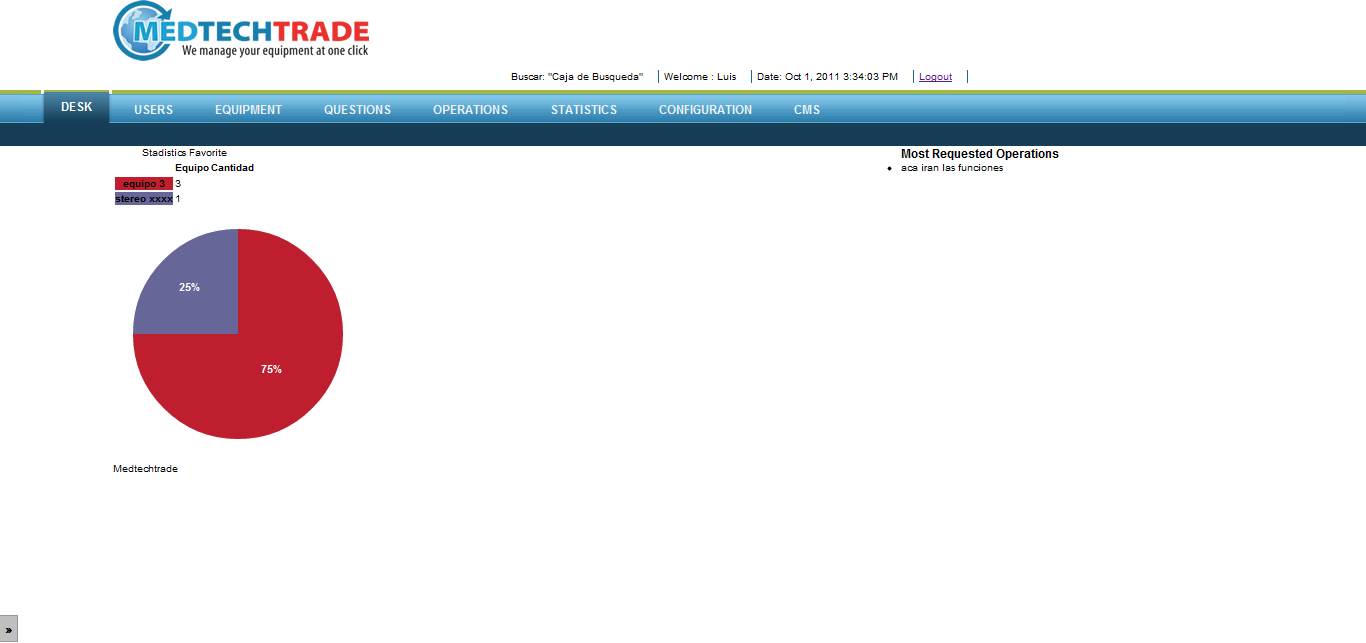 MEDTECHTRADE
We manage your equipment at one click
Buscar: "Caja de Busqueda" Welcome : Luis Date: Oct 1, 2011 3:34:03 PM Logout
DESK USERS EQUIPMENT QUESTIONS OPERATIONS STATISTICS CONFIGURATION CMS
Stadistics Favorite
Equipo Cantidad
equipo 3 3
stereo xxxx 1
25%
75%
Medtechtrade
Most Requested Operations
• aca iran las funciones
»